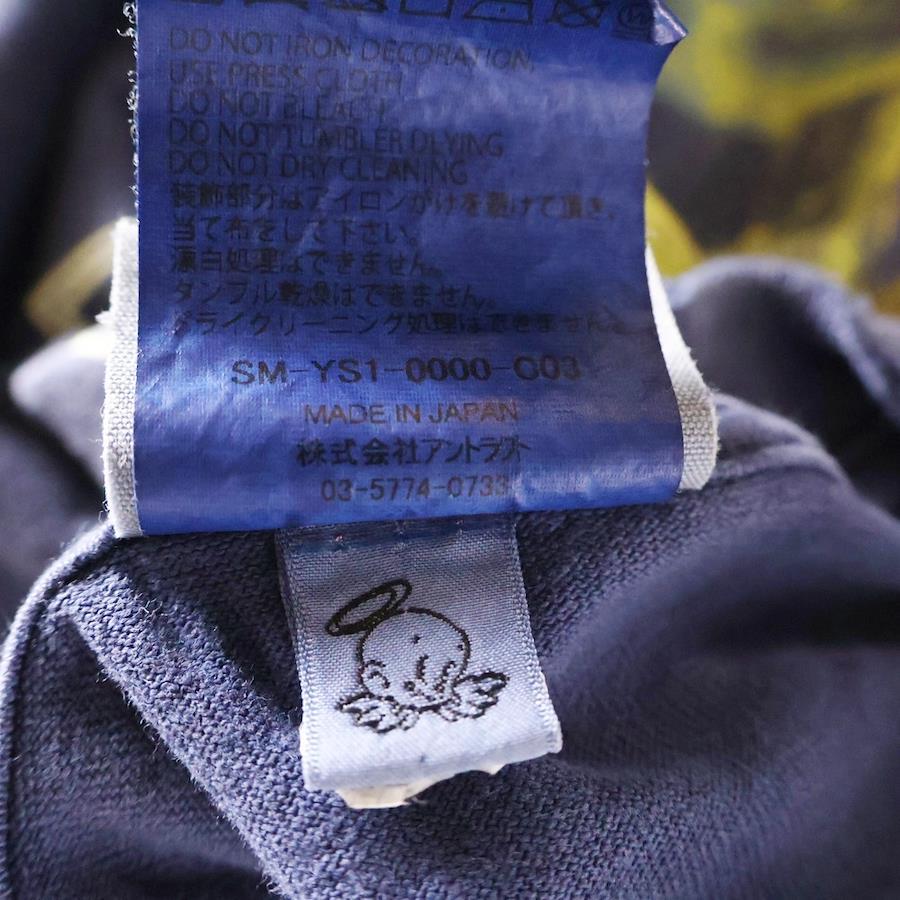 DO NOT IRON DECORATION,
USE PRESS CLOTH
DO NOT BLEACH
DO NOT TUMBLER DLYING
DO NOT DRY CLEANING
装飾部分はアイロンがけを避けて頂き、
当て布をして下さい。
漂白処理はできません。
タンブル乾燥はできません。
ドライクリーニング処理はできません。
SM-YS1-0000-C03
MADE IN JAPAN
株式会社アントラクト
03-5774-0733